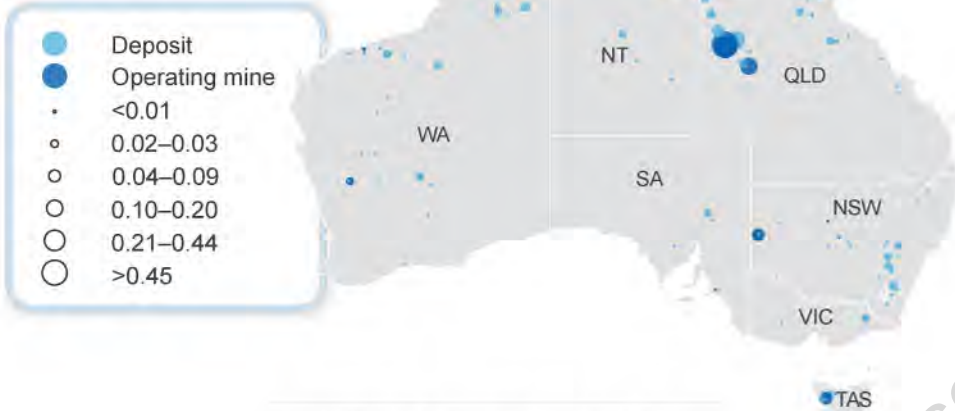 Deposit
Operating mine
<0.01
0.02–0.03
0.04–0.09
0.10–0.20
0.21–0.44
>0.45
NT
QLD
WA
SA
NSW
VIC
TAS